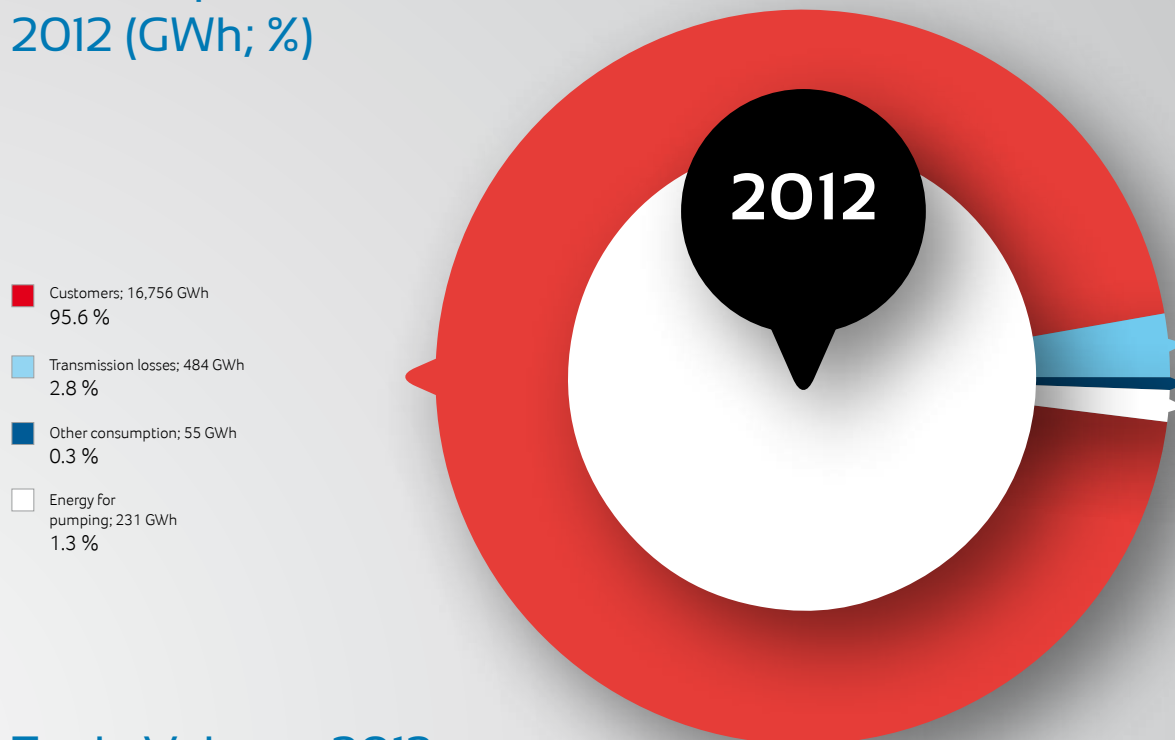 2012 (GWh; %)
2012
Customers; 16,756 GWh
95.6 %
Transmission losses; 484 GWh
2.8 %
Other consumption; 55 GWh
0.3 %
Energy for
pumping; 231 GWh
1.3 %